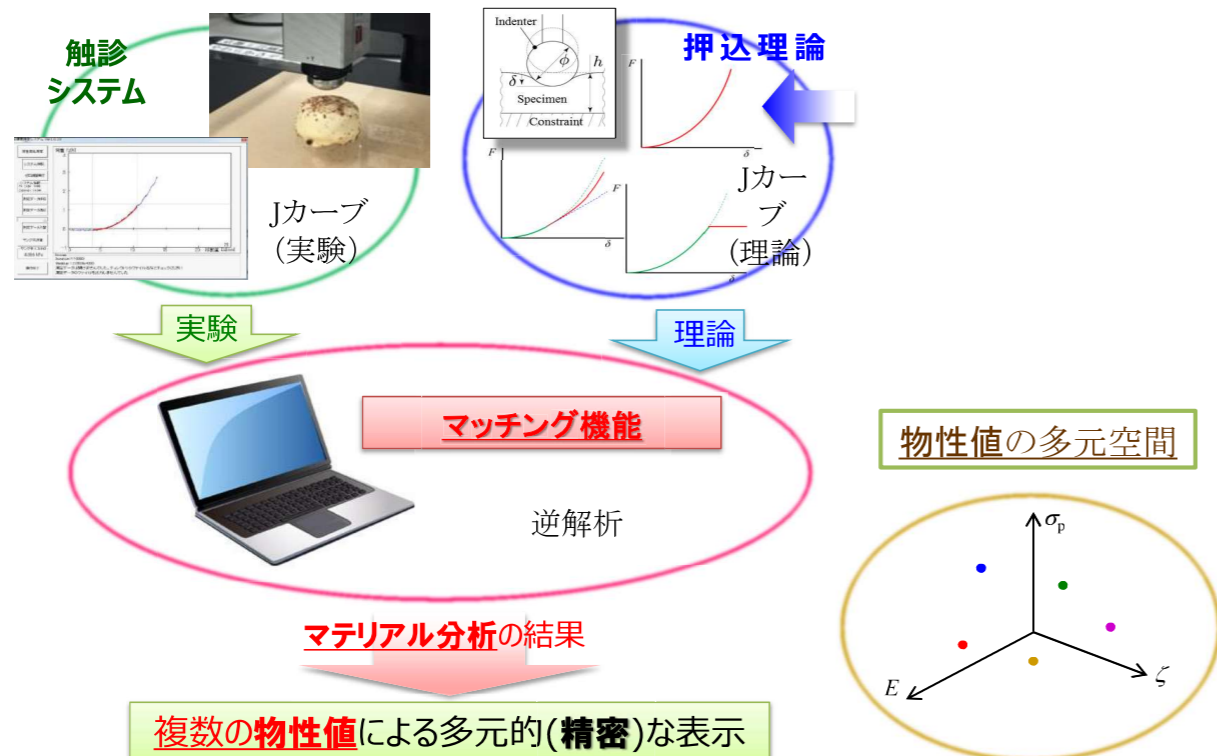 触診
システム
Indenter
φ
h
δ
Specimen
Constraint
押込理論
F
δ
F
δ
F
δ
Jカーブ
(実験)
Jカー
ブ
(理論)
実験
理論
マッチング機能
逆解析
物性値の多元空間
σp
E
ζ
マテリアル分析の結果
複数の物性値による多元的(精密)な表示